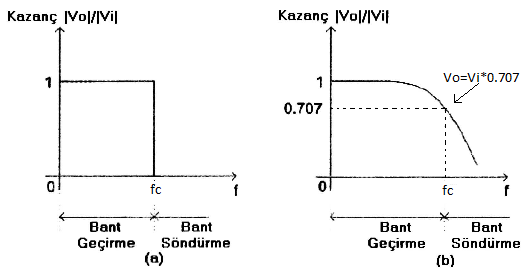 Kazanç |Vo|/|Vi|
1
0
fc
f
Bant
Geçirme
Bant
Söndürme
(a)
Kazanç |Vo|/|Vi|
Vo=Vi*0.707
1
0.707
0
fc
f
Bant
Geçirme
Bant
Söndürme
(b)